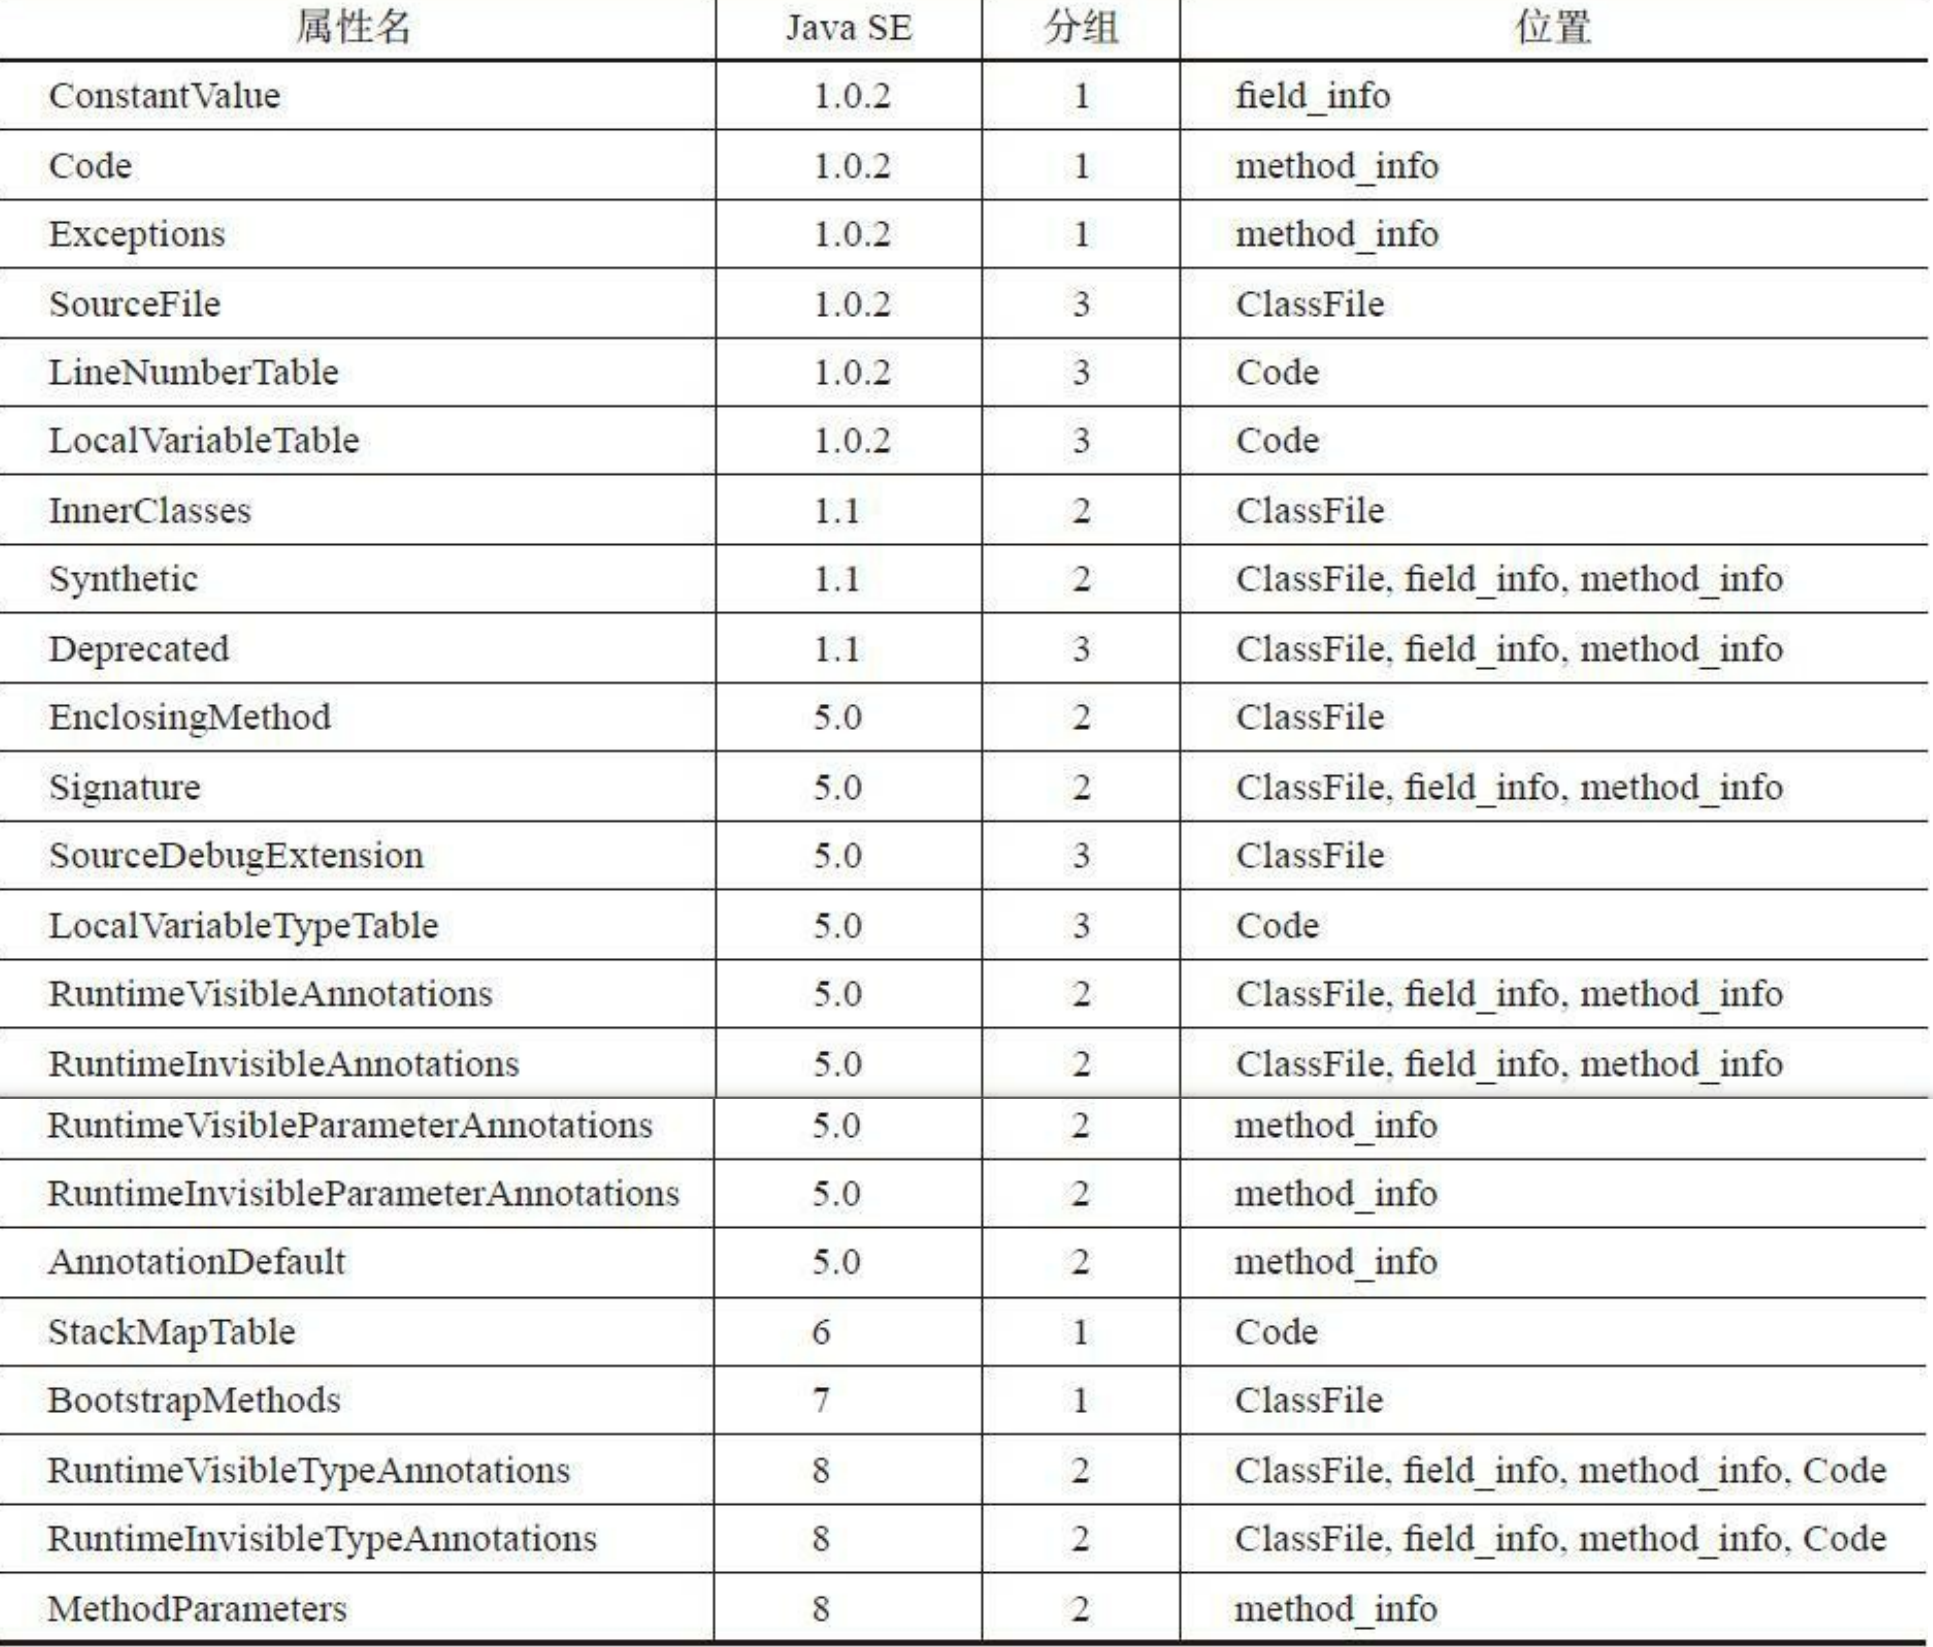 属性名 Java SE 分组 位置
ConstantValue 1.0.2 1 field_info
Code 1.0.2 1 method_info
Exceptions 1.0.2 1 method_info
SourceFile 1.0.2 3 ClassFile
LineNumberTable 1.0.2 3 Code
LocalVariableTable 1.0.2 3 Code
InnerClasses 1.1 2 ClassFile
Synthetic 1.1 2 ClassFile, field_info, method_info
Deprecated 1.1 3 ClassFile, field_info, method_info
EnclosingMethod 5.0 2 ClassFile
Signature 5.0 2 ClassFile, field_info, method_info
SourceDebugExtension 5.0 3 ClassFile
LocalVariableTypeTable 5.0 3 Code
RuntimeVisibleAnnotations 5.0 2 ClassFile, field_info, method_info
RuntimeInvisibleAnnotations 5.0 2 ClassFile, field_info, method_info
RuntimeVisibleParameterAnnotations 5.0 2 method_info
RuntimeInvisibleParameterAnnotations 5.0 2 method_info
AnnotationDefault 5.0 2 method_info
StackMapTable 6 1 Code
BootstrapMethods 7 1 ClassFile
RuntimeVisibleTypeAnnotations 8 2 ClassFile, field_info, method_info, Code
RuntimeInvisibleTypeAnnotations 8 2 ClassFile, field_info, method_info, Code
MethodParameters 8 2 method_info